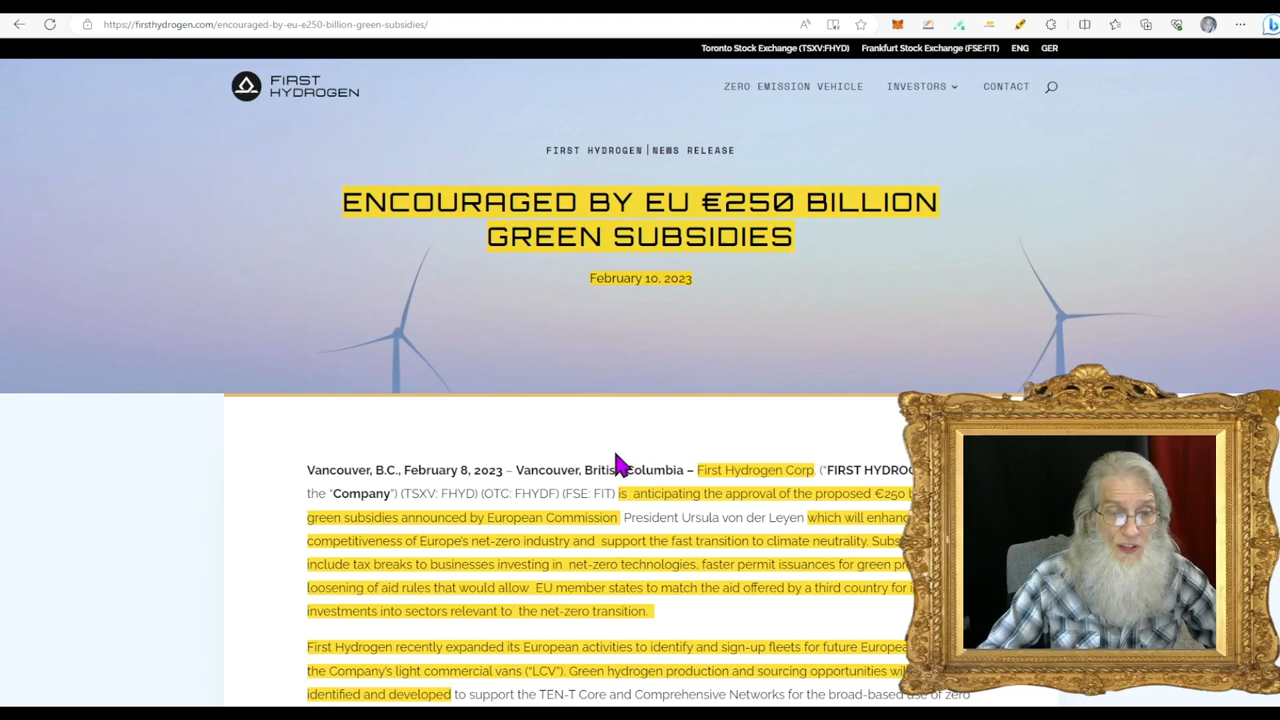 https://firsthydrogen.com/encouraged-by-eu-e250-billion-green-subsidies/
Toronto Stock Exchange (TSXV:FHYD) Frankfurt Stock Exchange (FSE:FIT) ENG GER
FIRST HYDROGEN
ZERO EMISSION VEHICLE INVESTORS CONTACT
FIRST HYDROGEN | NEWS RELEASE
ENCOURAGED BY EU €250 BILLION
GREEN SUBSIDIES
February 10, 2023
Vancouver, B.C., February 8, 2023 – Vancouver, British Columbia – First Hydrogen Corp. (“FIRST HYDRO
the “Company”) (TSXV: FHYD) (OTC: FHYDF) (FSE: FIT) is anticipating the approval of the proposed €250 b
green subsidies announced by European Commission President Ursula von der Leyen which will enhanc
competitiveness of Europe’s net-zero industry and support the fast transition to climate neutrality. Subs
include tax breaks to businesses investing in net-zero technologies, faster permit issuances for green pr
loosening of aid rules that would allow EU member states to match the aid offered by a third country for i
investments into sectors relevant to the net-zero transition.
First Hydrogen recently expanded its European activities to identify and sign-up fleets for future Europea
the Company’s light commercial vans (“LCV”). Green hydrogen production and sourcing opportunities wil
identified and developed to support the TEN-T Core and Comprehensive Networks for the broad-based use of zero